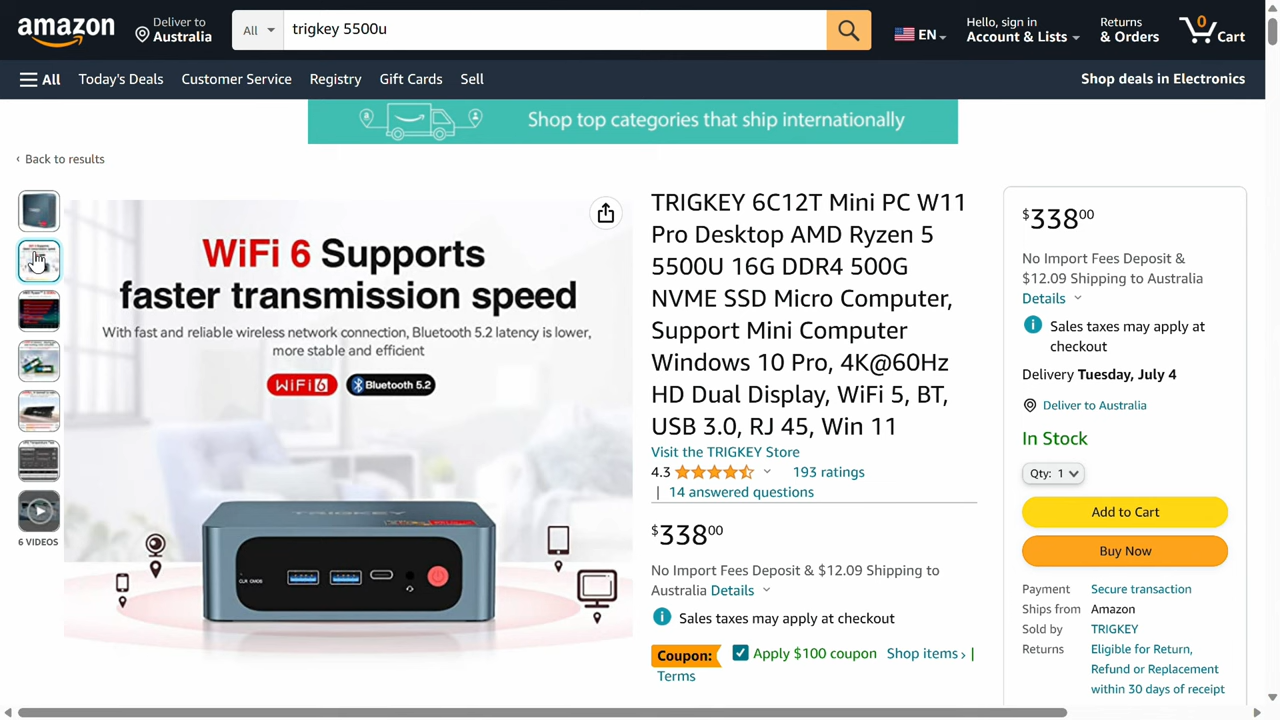 amazon
Deliver to
Australia
All
trigkey 5500u
EN
Hello, sign in
Account & Lists
Returns
& Orders
0
Cart
All
Today's Deals
Customer Service
Registry
Gift Cards
Sell
Shop deals in Electronics
Shop top categories that ship internationally
‹ Back to results
6 VIDEOS
WiFi 6 Supports
faster transmission speed
With fast and reliable wireless network connection, Bluetooth 5.2 latency is lower,
more stable and efficient
WiFi 6
Bluetooth 5.2
TRIGKEY
CLR CMOS
TRIGKEY 6C12T Mini PC W11
Pro Desktop AMD Ryzen 5
5500U 16G DDR4 500G
NVME SSD Micro Computer,
Support Mini Computer
Windows 10 Pro, 4K@60Hz
HD Dual Display, WiFi 5, BT,
USB 3.0, RJ 45, Win 11
Visit the TRIGKEY Store
4.3
193 ratings
| 14 answered questions
$33800
No Import Fees Deposit & $12.09 Shipping to
Australia Details
Sales taxes may apply at checkout
Coupon: Apply $100 coupon Shop items › |
Terms
$33800
No Import Fees Deposit &
$12.09 Shipping to Australia
Details
Sales taxes may apply at
checkout
Delivery Tuesday, July 4
Deliver to Australia
In Stock
Qty: 1
Add to Cart
Buy Now
Payment Secure transaction
Ships from Amazon
Sold by TRIGKEY
Returns Eligible for Return,
Refund or Replacement
within 30 days of receipt